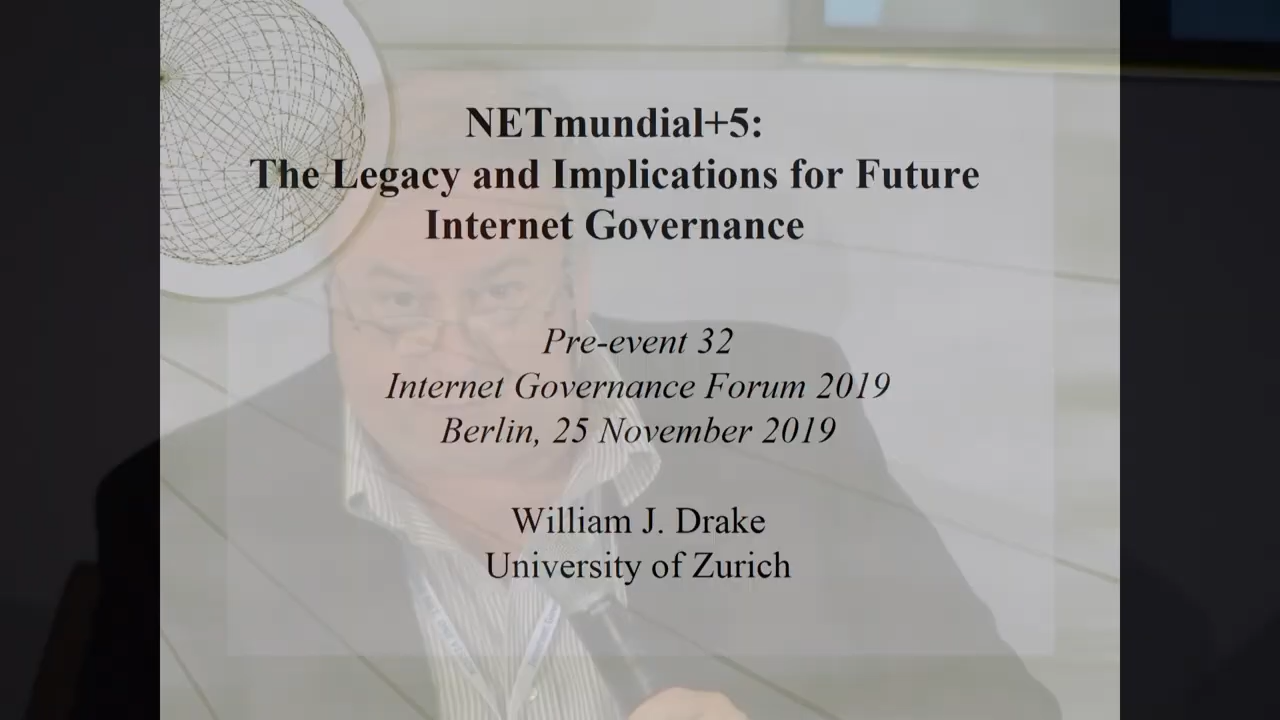 NETmundial+5:
The Legacy and Implications for Future
Internet Governance
Pre-event 32
Internet Governance Forum 2019
Berlin, 25 November 2019
William J. Drake
University of Zurich